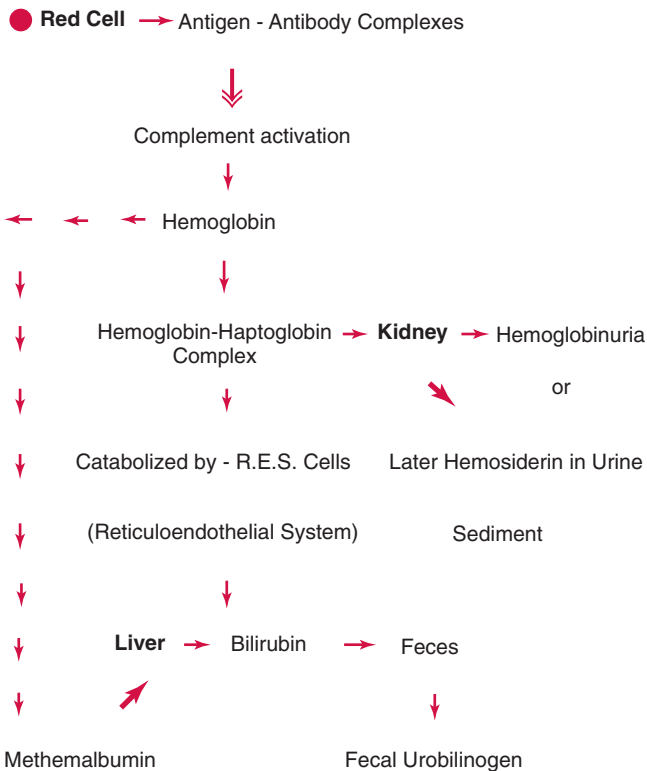 Red Cell Antigen - Antibody Complexes
Complement activation
Hemoglobin
Hemoglobin-Haptoglobin
Complex
Kidney
Hemoglobinuria
or
Catabolized by - R.E.S. Cells
Later Hemosiderin in Urine
(Reticuloendothelial System)
Sediment
Liver
Bilirubin
Feces
Methemalbumin
Fecal Urobilinogen